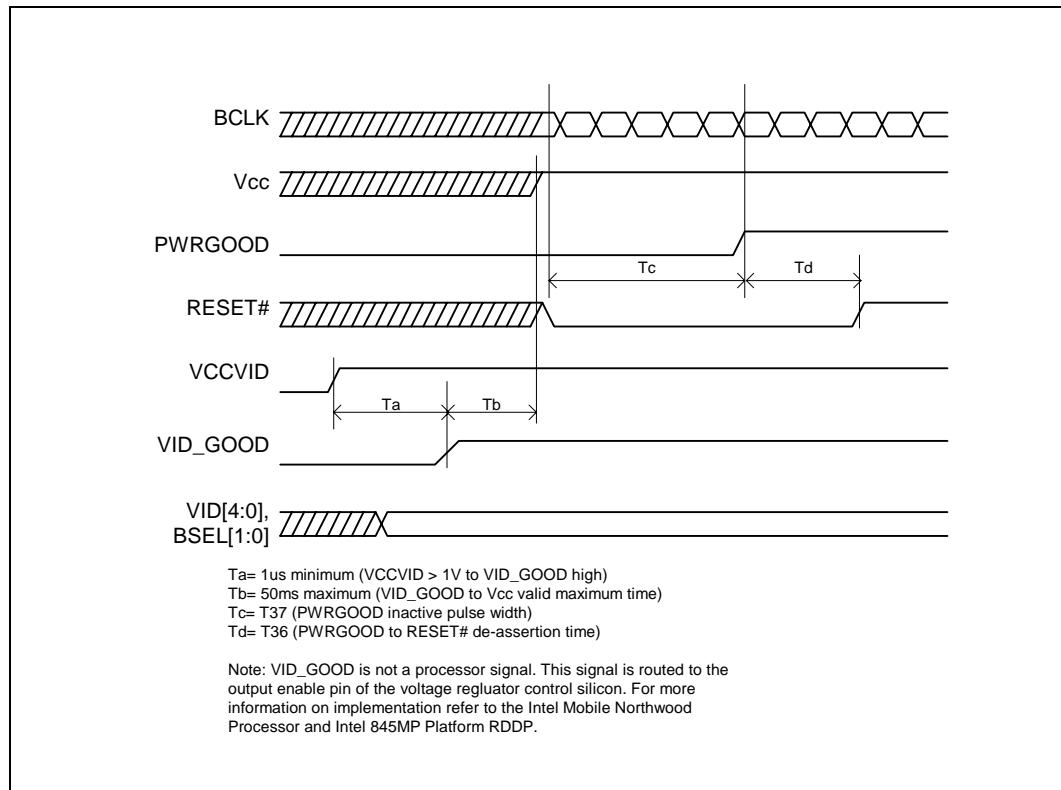 BCLK
Vcc
PWRGOOD
Tc
Td
RESET#
VCCVID
Ta
Tb
VID_GOOD
VID[4:0],
BSEL[1:0]
Ta= 1us minimum (VCCVID > 1V to VID_GOOD high)
Tb= 50ms maximum (VID_GOOD to Vcc valid maximum time)
Tc= T37 (PWRGOOD inactive pulse width)
Td= T36 (PWRGOOD to RESET# de-assertion time)
Note: VID_GOOD is not a processor signal. This signal is routed to the
output enable pin of the voltage regluator control silicon. For more
information on implementation refer to the Intel Mobile Northwood
Processor and Intel 845MP Platform RDDP.